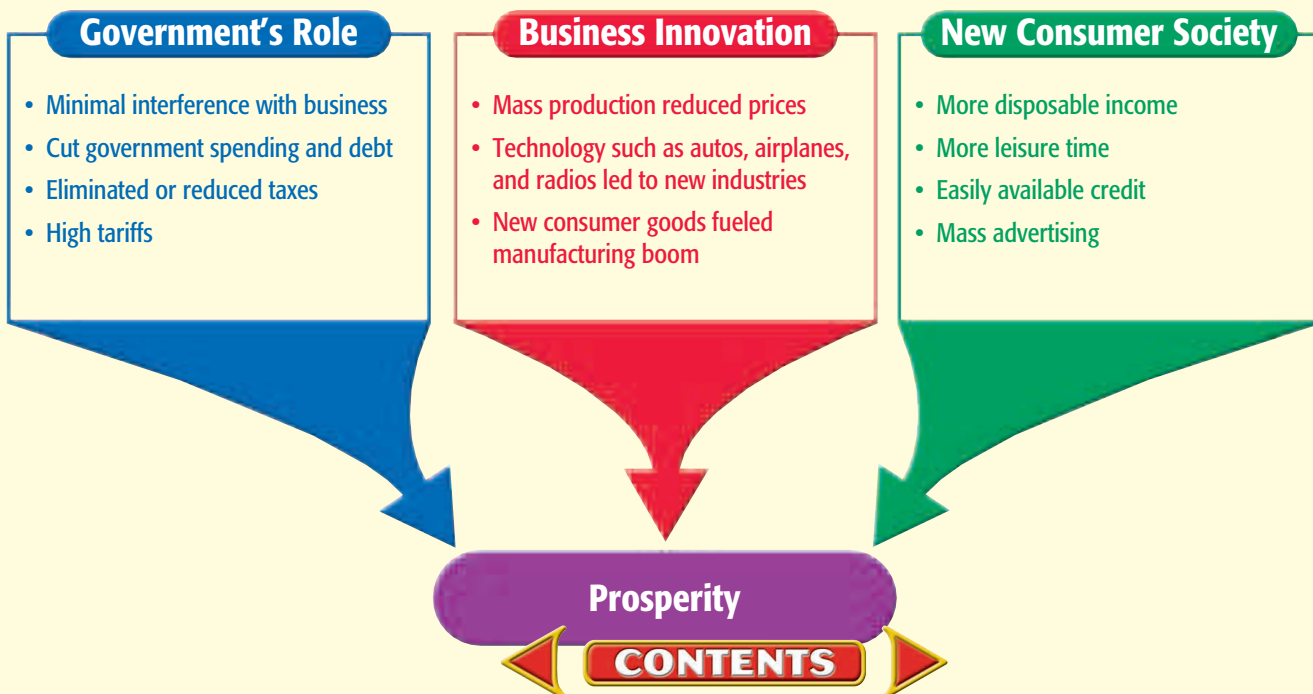 Government's Role
• Minimal interference with business
• Cut government spending and debt
• Eliminated or reduced taxes
• High tariffs
Business Innovation
• Mass production reduced prices
• Technology such as autos, airplanes,
and radios led to new industries
• New consumer goods fueled
manufacturing boom
New Consumer Society
• More disposable income
• More leisure time
• Easily available credit
• Mass advertising
Prosperity
CONTENTS